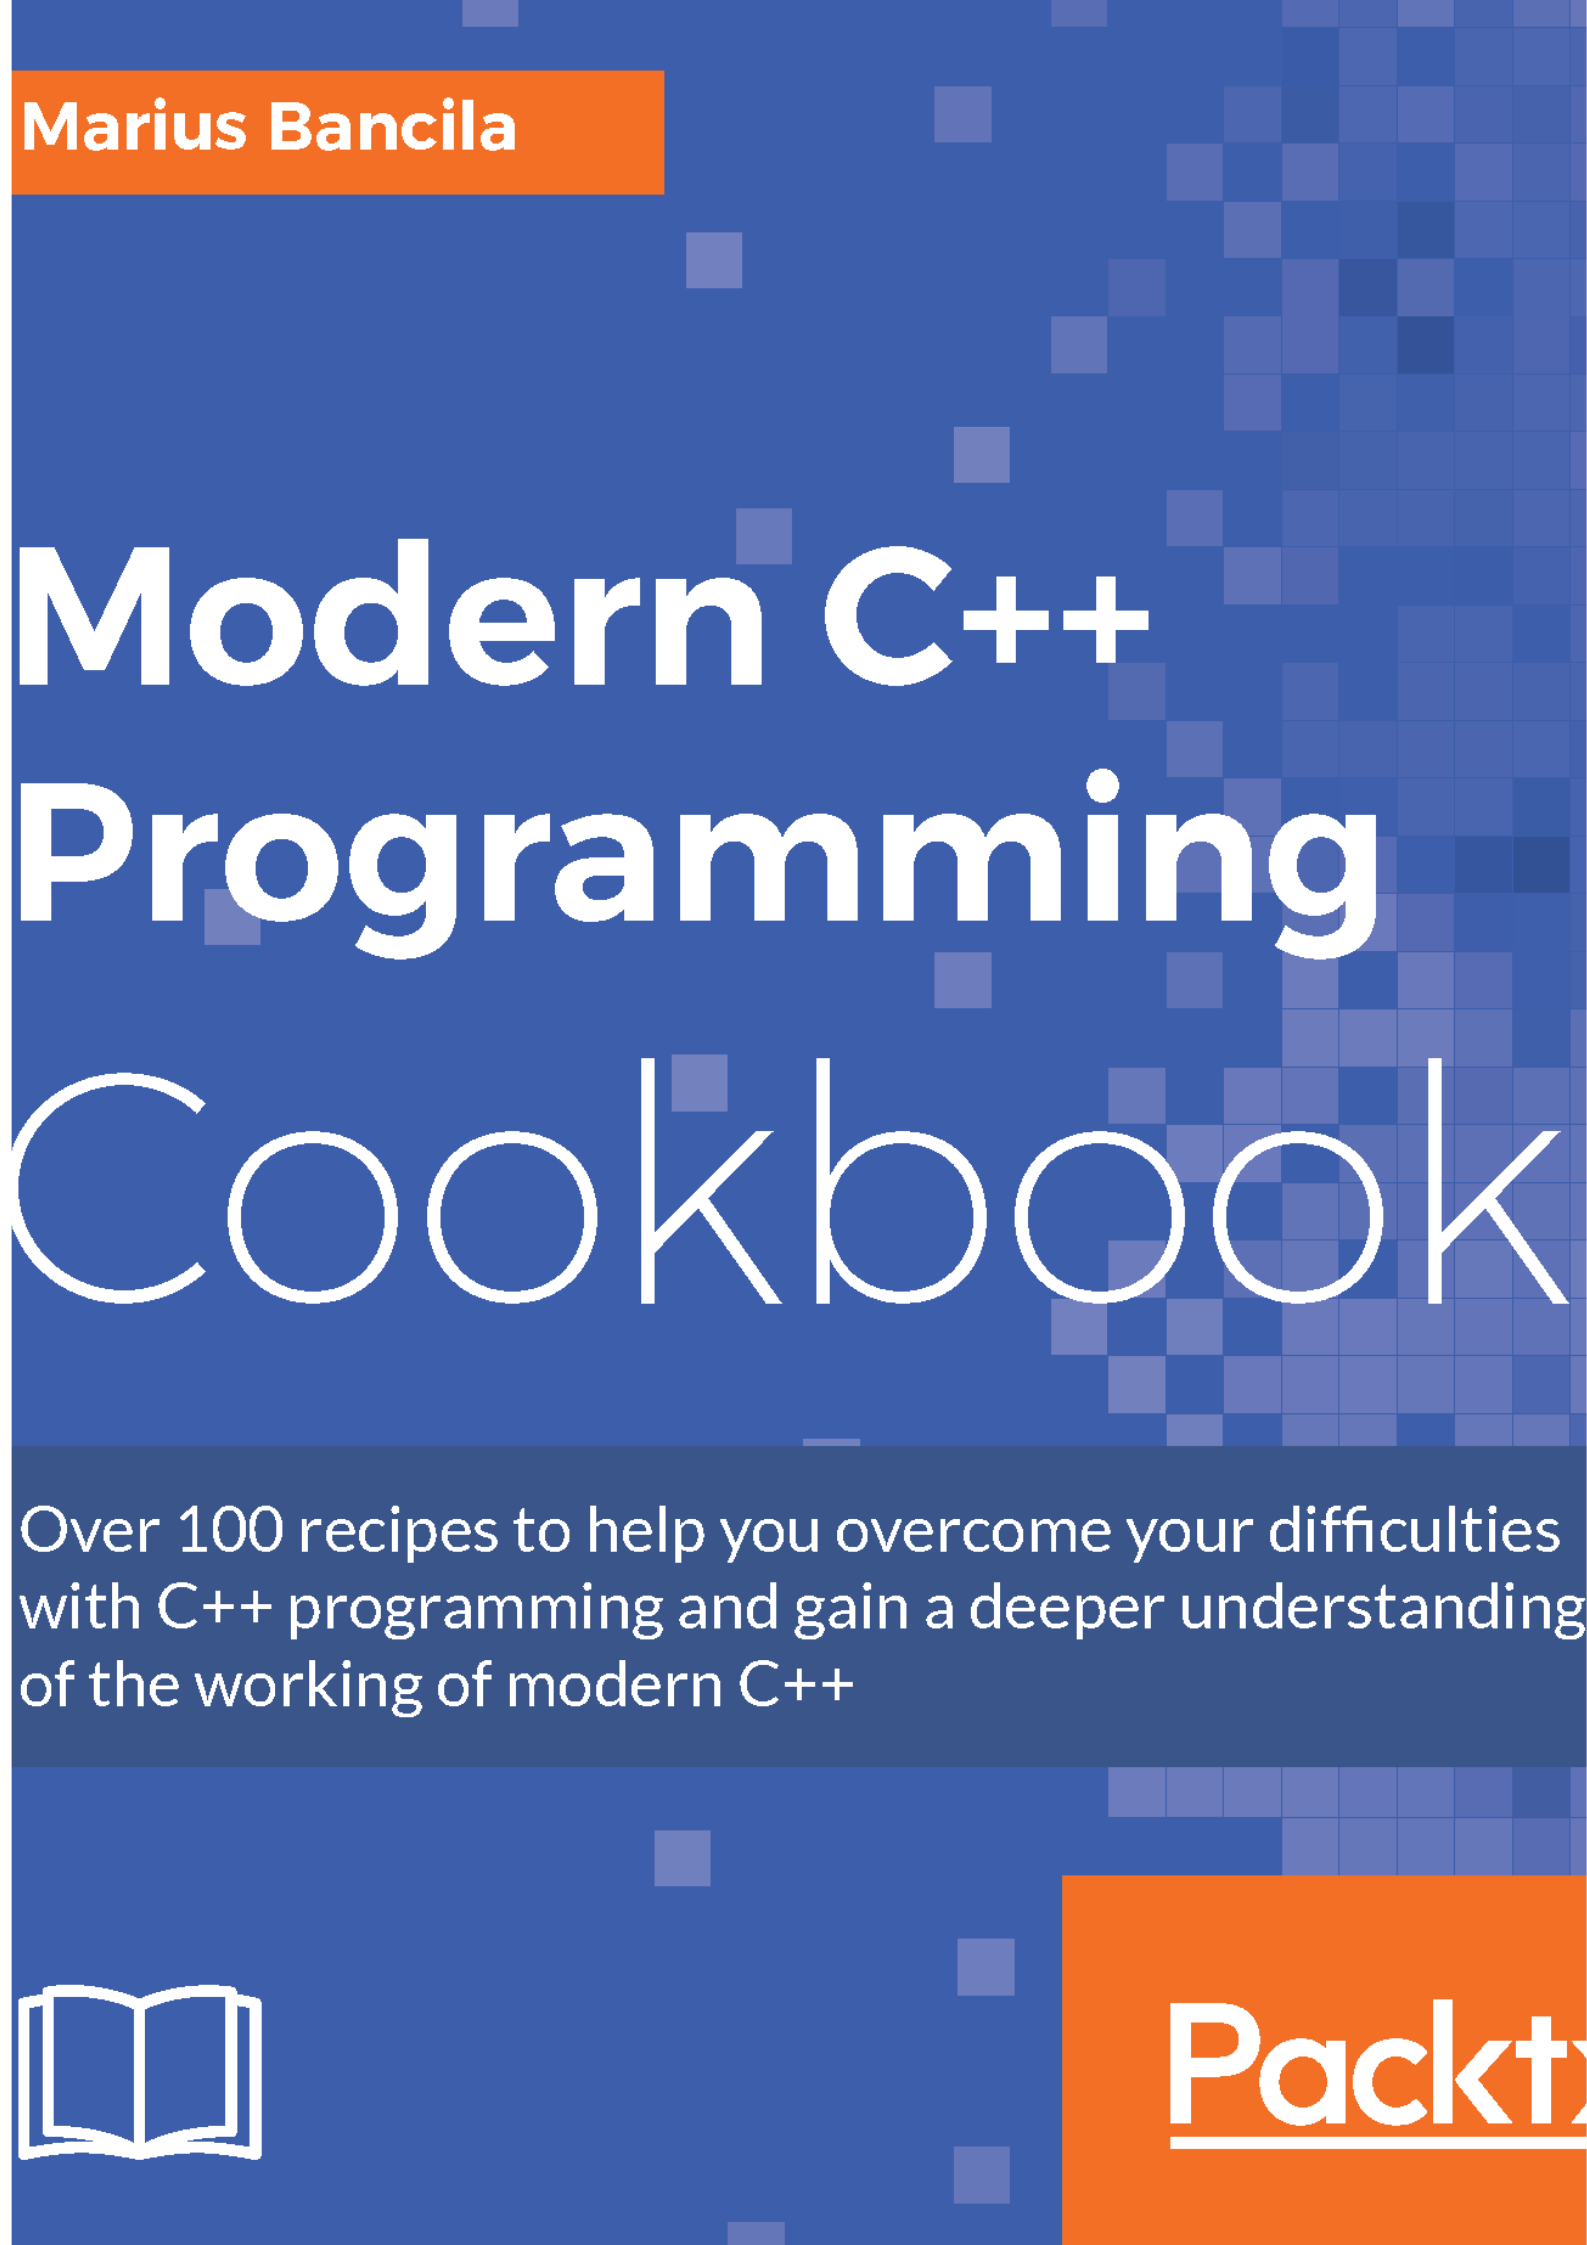 Marius Bancila
Modern C++
Programming
Cookbook
Over 100 recipes to help you overcome your difficulties
with C++ programming and gain a deeper understanding
of the working of modern C++
Packt